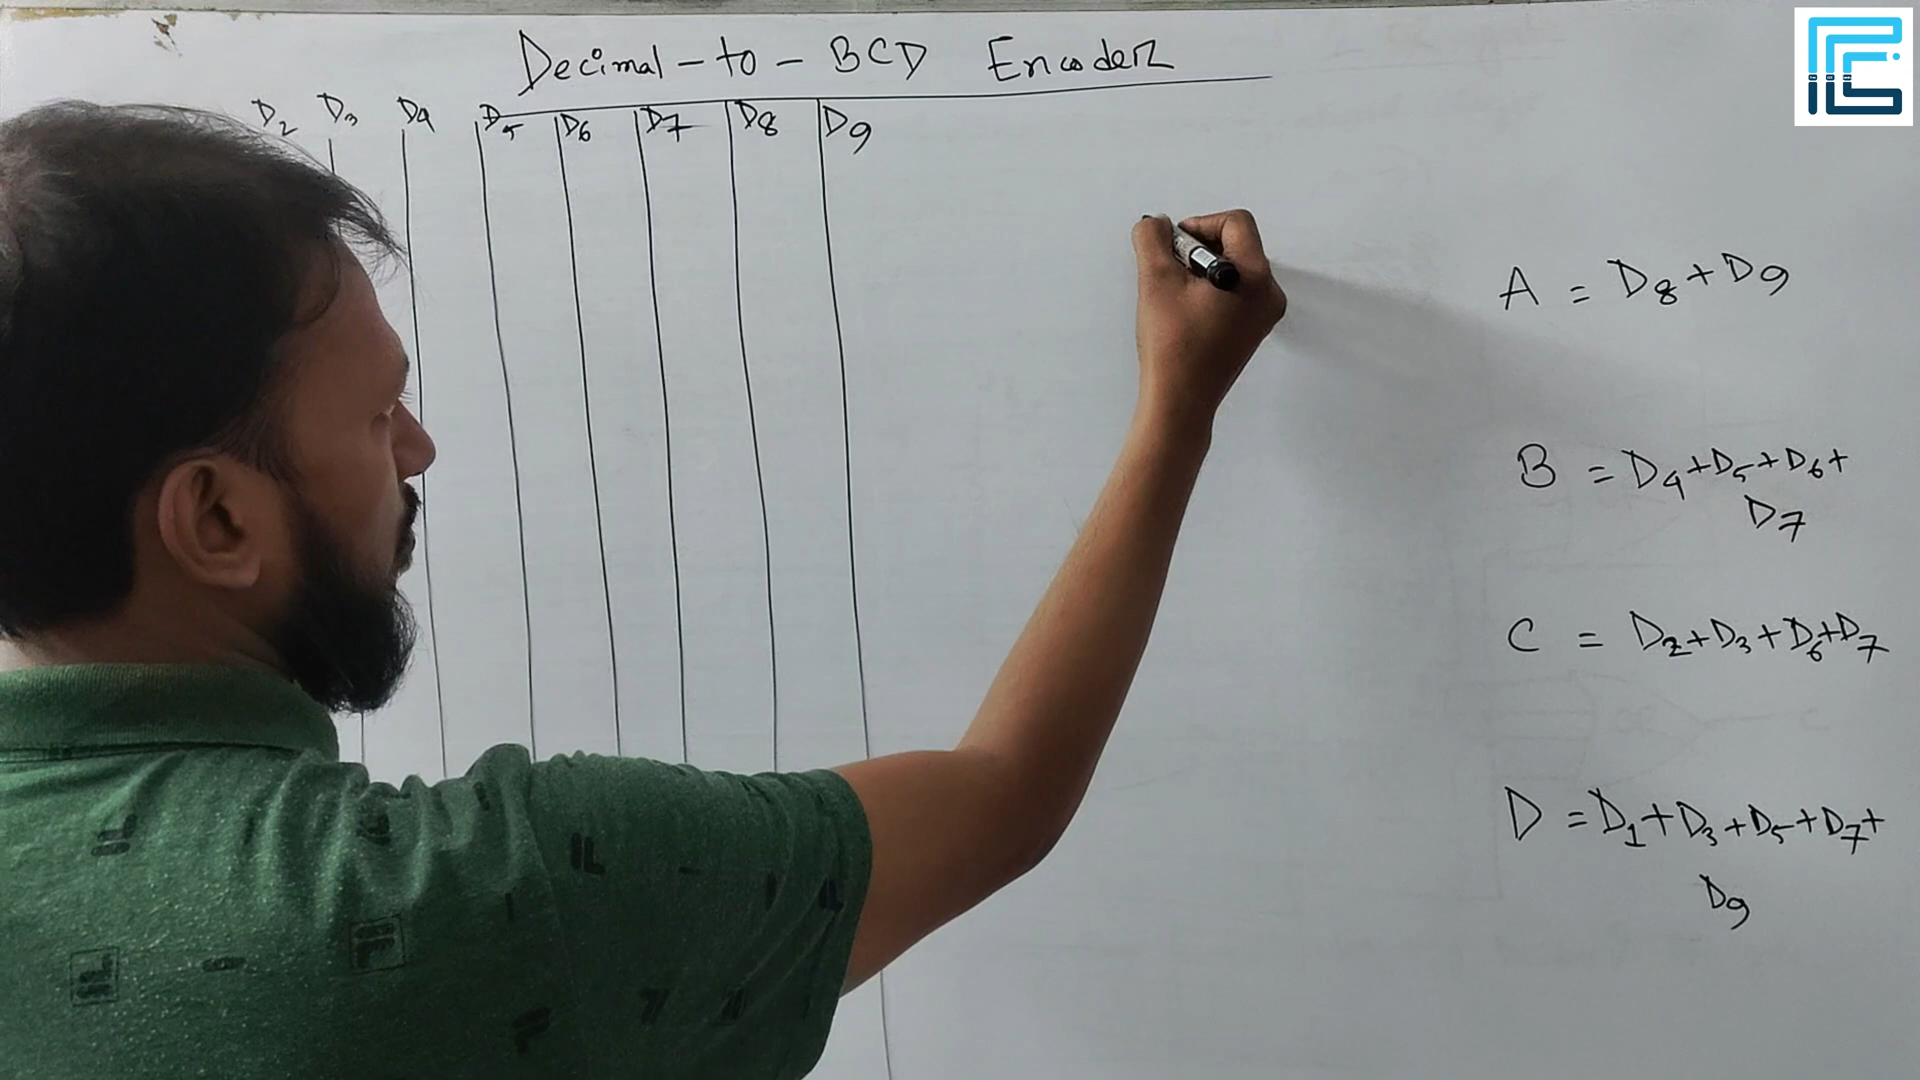 Decimal-to-BCD Encoder
D2 D3 D4 D5 D6 D7 D8 D9
A = D8+D9
B = D4+D5+D6+
D7
C = D2+D3+D6+D7
D = D1+D3+D5+D7+
D9